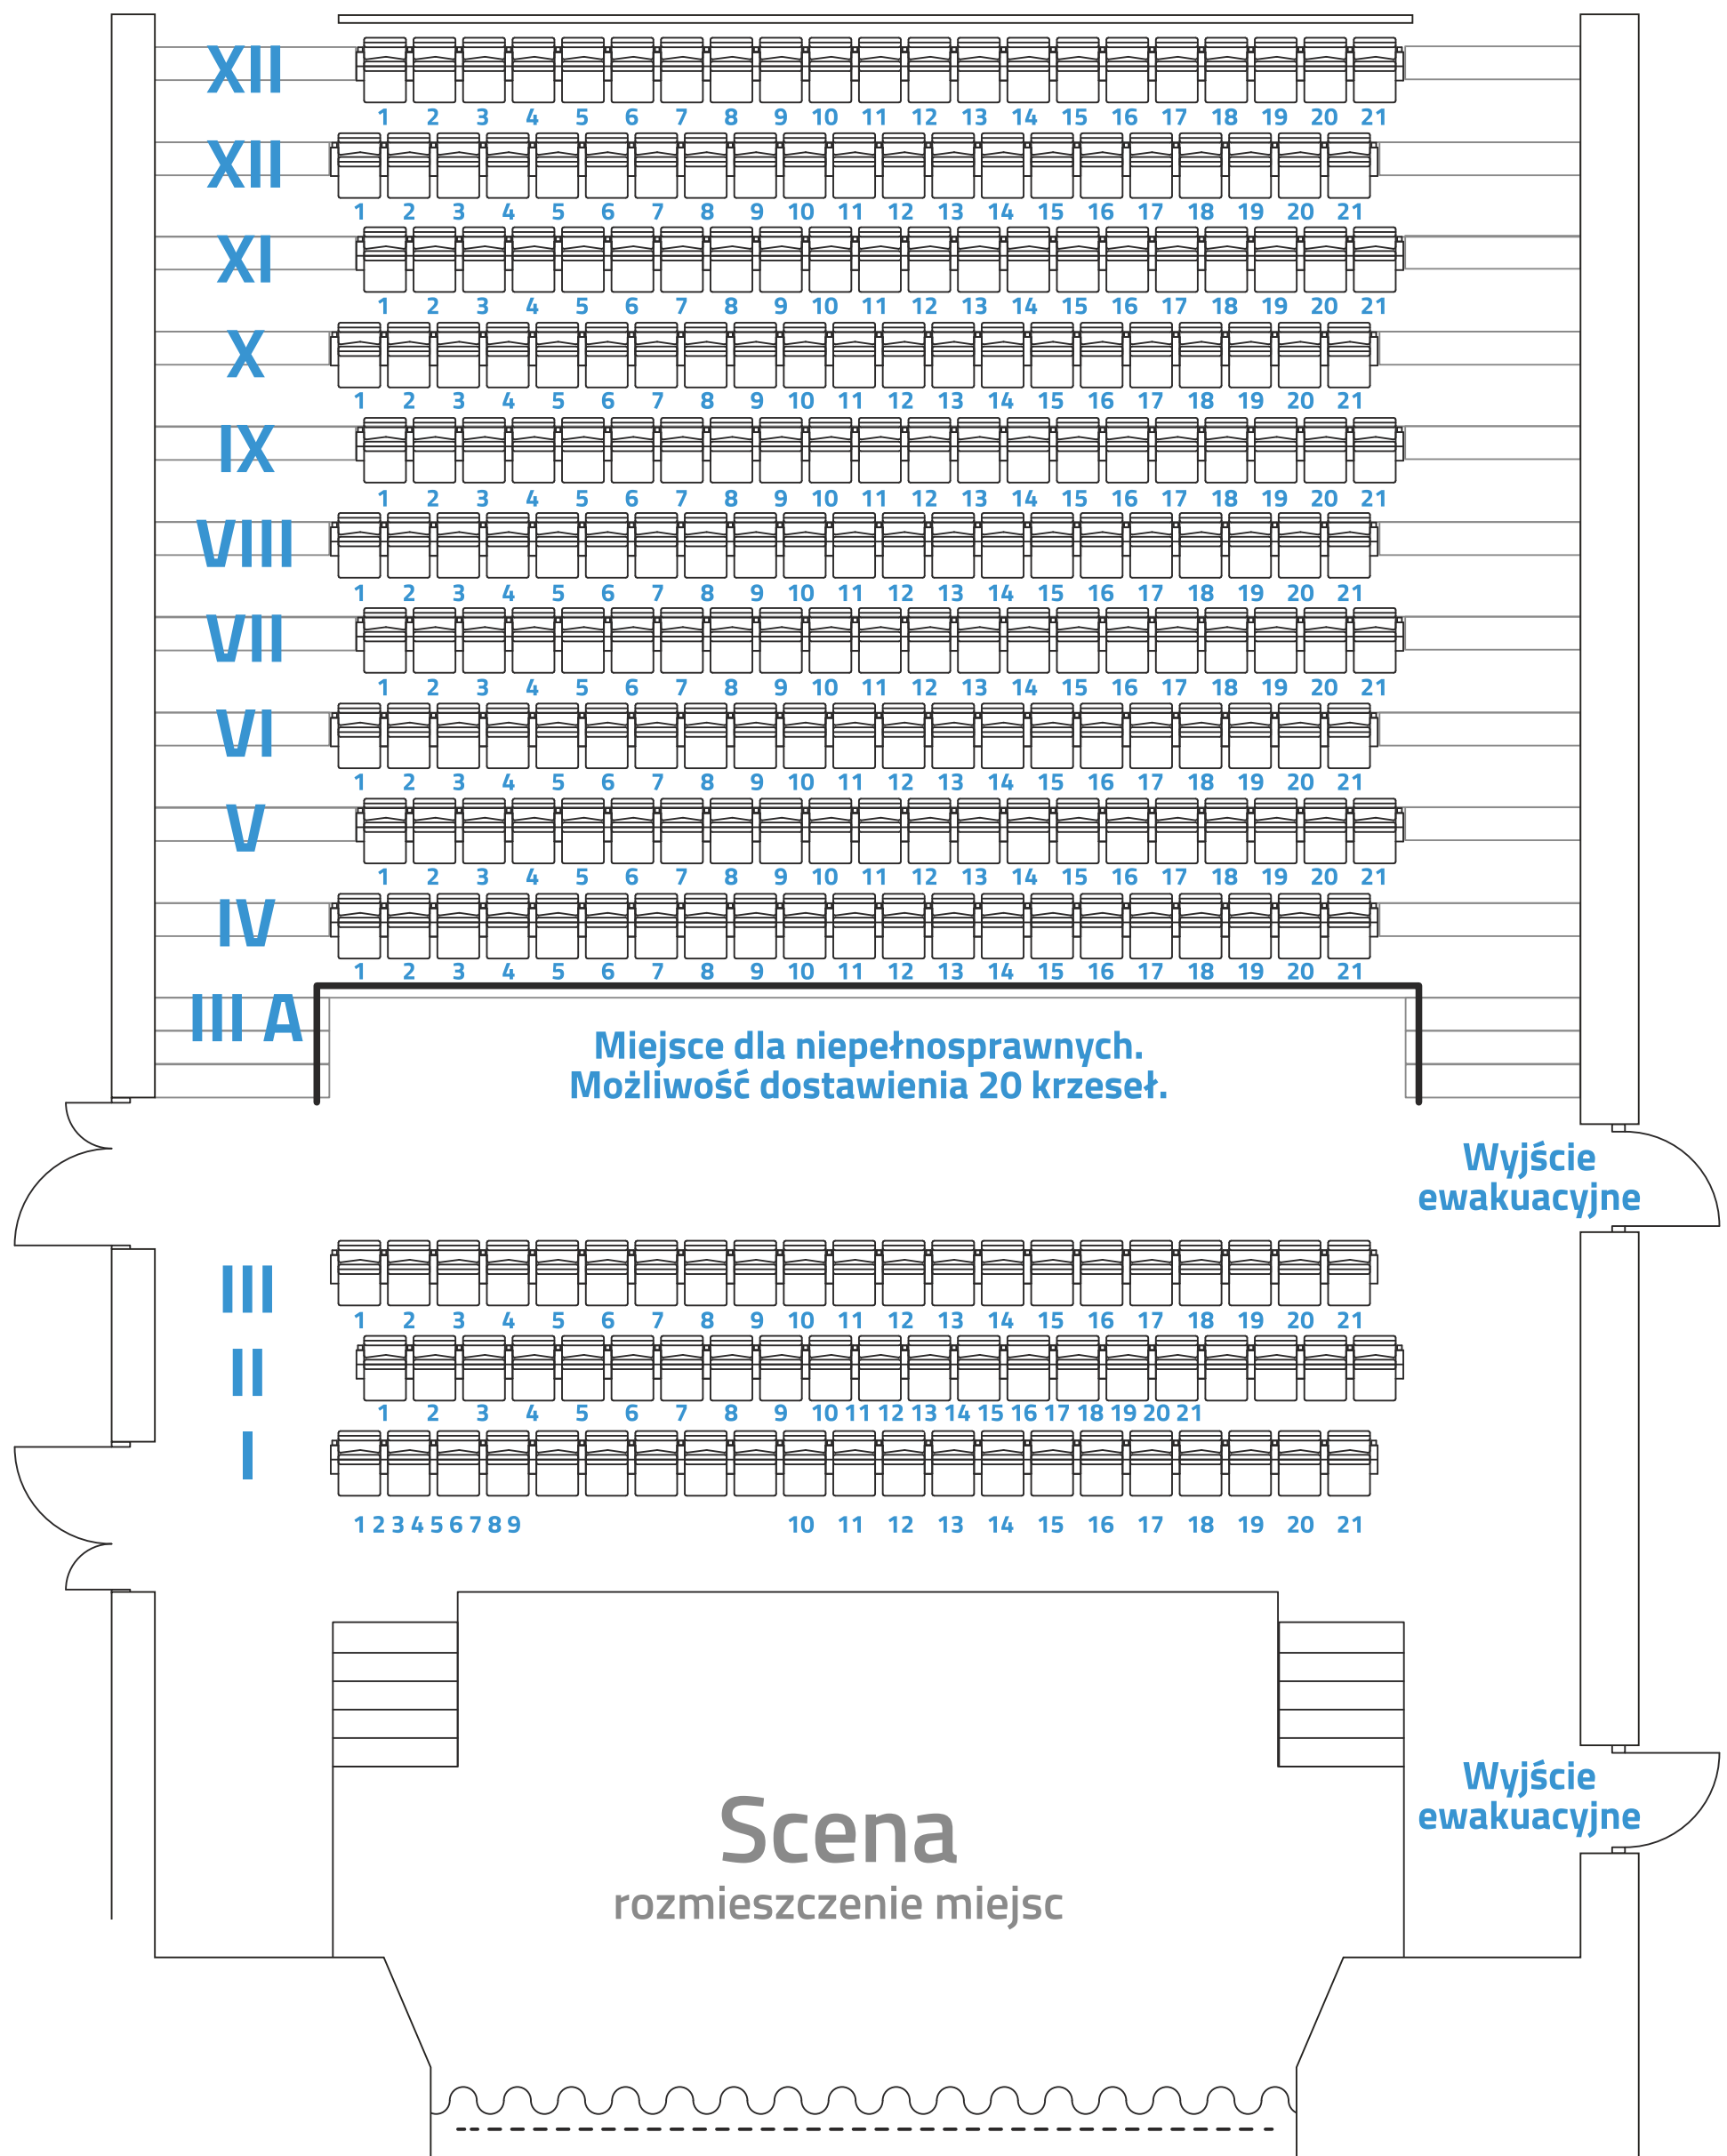 XII
1 2 3 4 5 6 7 8 9 10 11 12 13 14 15 16 17 18 19 20 21
XII
1 2 3 4 5 6 7 8 9 10 11 12 13 14 15 16 17 18 19 20 21
XI
1 2 3 4 5 6 7 8 9 10 11 12 13 14 15 16 17 18 19 20 21
X
1 2 3 4 5 6 7 8 9 10 11 12 13 14 15 16 17 18 19 20 21
IX
1 2 3 4 5 6 7 8 9 10 11 12 13 14 15 16 17 18 19 20 21
VIII
1 2 3 4 5 6 7 8 9 10 11 12 13 14 15 16 17 18 19 20 21
VII
1 2 3 4 5 6 7 8 9 10 11 12 13 14 15 16 17 18 19 20 21
VI
1 2 3 4 5 6 7 8 9 10 11 12 13 14 15 16 17 18 19 20 21
V
1 2 3 4 5 6 7 8 9 10 11 12 13 14 15 16 17 18 19 20 21
IV
1 2 3 4 5 6 7 8 9 10 11 12 13 14 15 16 17 18 19 20 21
III A
Miejsce dla niepełnosprawnych.
Możliwość dostawienia 20 krzeseł.
Wyjście
ewakuacyjne
III
1 2 3 4 5 6 7 8 9 10 11 12 13 14 15 16 17 18 19 20 21
II
1 2 3 4 5 6 7 8 9 10 11 12 13 14 15 16 17 18 19 20 21
I
1 2 3 4 5 6 7 8 9 10 11 12 13 14 15 16 17 18 19 20 21
Wyjście
ewakuacyjne
Scena
rozmieszczenie miejsc